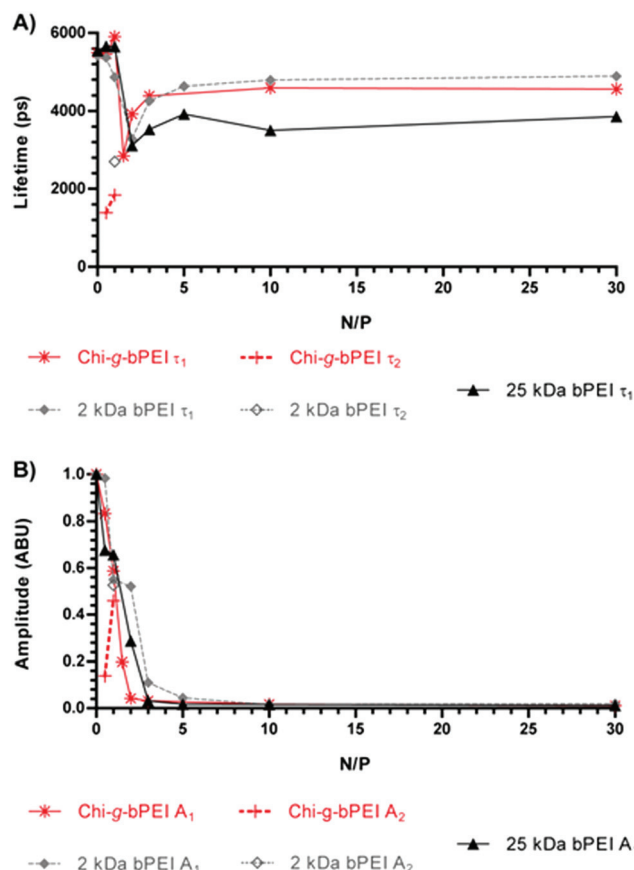 A)
6000
4000
2000
0
Lifetime (ps)
0 5 10 15 20 25 30
N/P
Chi-g-bPEI τ1 Chi-g-bPEI τ2
25 kDa bPEI τ1
2 kDa bPEI τ1 2 kDa bPEI τ2
B)
1.0
0.8
0.6
0.4
0.2
0.0
Amplitude (ABU)
0 5 10 15 20 25 30
N/P
Chi-g-bPEI A1 Chi-g-bPEI A2
25 kDa bPEI A
2 kDa bPEI A1 2 kDa bPEI A2